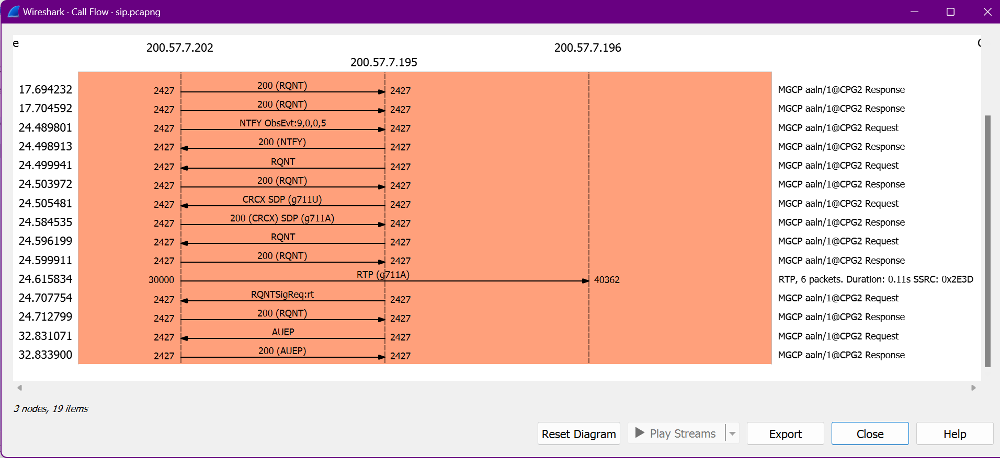 Wireshark · Call Flow · sip.pcapng
e
200.57.7.202 200.57.7.196
200.57.7.195
17.694232 2427 200 (RQNT) 2427 MGCP aaln/1@CPG2 Response
17.704592 2427 200 (RQNT) 2427 MGCP aaln/1@CPG2 Response
24.489801 2427 NTFY ObsEvt:9,0,0,5 2427 MGCP aaln/1@CPG2 Request
24.498913 2427 200 (NTFY) 2427 MGCP aaln/1@CPG2 Response
24.499941 2427 RQNT 2427 MGCP aaln/1@CPG2 Request
24.503972 2427 200 (RQNT) 2427 MGCP aaln/1@CPG2 Response
24.505481 2427 CRCX SDP (g711U) 2427 MGCP aaln/1@CPG2 Request
24.584535 2427 200 (CRCX) SDP (g711A) 2427 MGCP aaln/1@CPG2 Response
24.596199 2427 RQNT 2427 MGCP aaln/1@CPG2 Request
24.599911 2427 200 (RQNT) 2427 MGCP aaln/1@CPG2 Response
24.615834 30000 RTP (g711A) 40362 RTP, 6 packets. Duration: 0.11s SSRC: 0x2E3D
24.707754 2427 RQNTSigReq:rt 2427 MGCP aaln/1@CPG2 Request
24.712799 2427 200 (RQNT) 2427 MGCP aaln/1@CPG2 Response
32.831071 2427 AUEP 2427 MGCP aaln/1@CPG2 Request
32.833900 2427 200 (AUEP) 2427 MGCP aaln/1@CPG2 Response
3 nodes, 19 items
Reset Diagram Play Streams Export Close Help